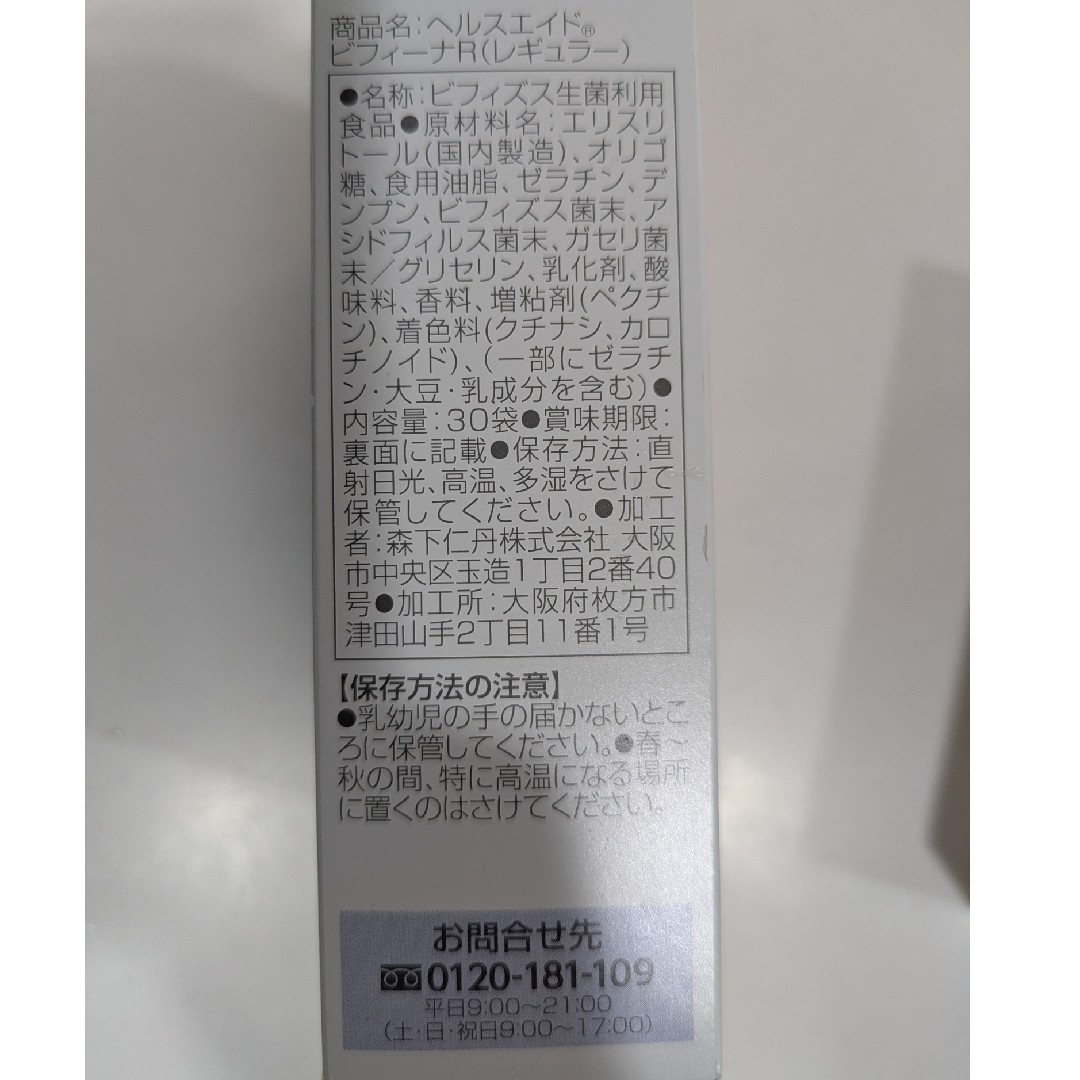 商品名:ヘルスエイド®
ビフィーナR(レギュラー)
●名称:ビフィズス生菌利用
食品●原材料名:エリスリ
トール(国内製造)、オリゴ
糖、食用油脂、ゼラチン、デ
ンプン、ビフィズス菌末、ア
シドフィルス菌末、ガセリ菌
末/グリセリン、乳化剤、酸
味料、香料、増粘剤(ペクチ
ン)、着色料(クチナシ、カロ
チノイド)、(一部にゼラチ
ン・大豆・乳成分を含む)●
内容量:30袋●賞味期限:
裏面に記載●保存方法:直
射日光、高温、多湿をさけて
保管してください。●加工
者:森下仁丹株式会社 大阪
市中央区玉造1丁目2番40
号●加工所:大阪府枚方市
津田山手2丁目11番1号
【保存方法の注意】
●乳幼児の手の届かないとこ
ろに保管してください。●春〜
秋の間、特に高温になる場所
に置くのはさけてください。
お問合せ先
0120-181-109
平日9:00〜21:00
(土・日・祝日9:00〜17:00)